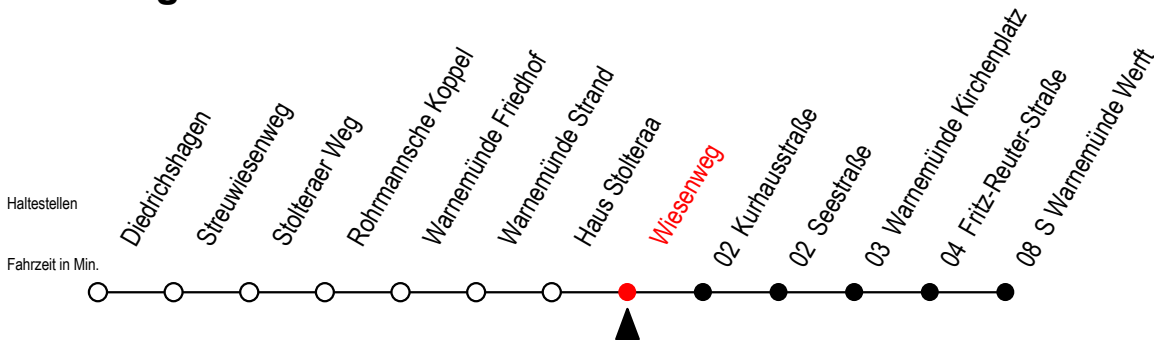 Haltestellen
Fahrzeit in Min.
Diedrichshagen
Streuwiesenweg
Stolteraer Weg
Rohrmannsche Koppel
Warnemünde Friedhof
Warnemünde Strand
Haus Stolteraa
Wiesenweg
02 Kurhausstraße
02 Seestraße
03 Warnemünde Kirchenplatz
04 Fritz-Reuter-Straße
08 S Warnemünde Werft